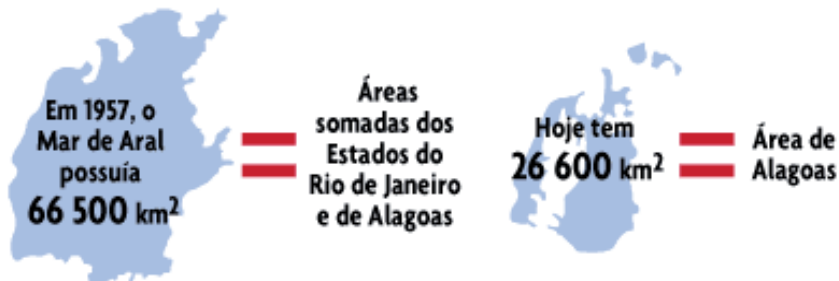 Em 1957, o
Mar de Aral
possuía
66 500 km²
Áreas
somadas dos
Estados do
Rio de Janeiro
e de Alagoas
Hoje tem
26 600 km²
Área de
Alagoas